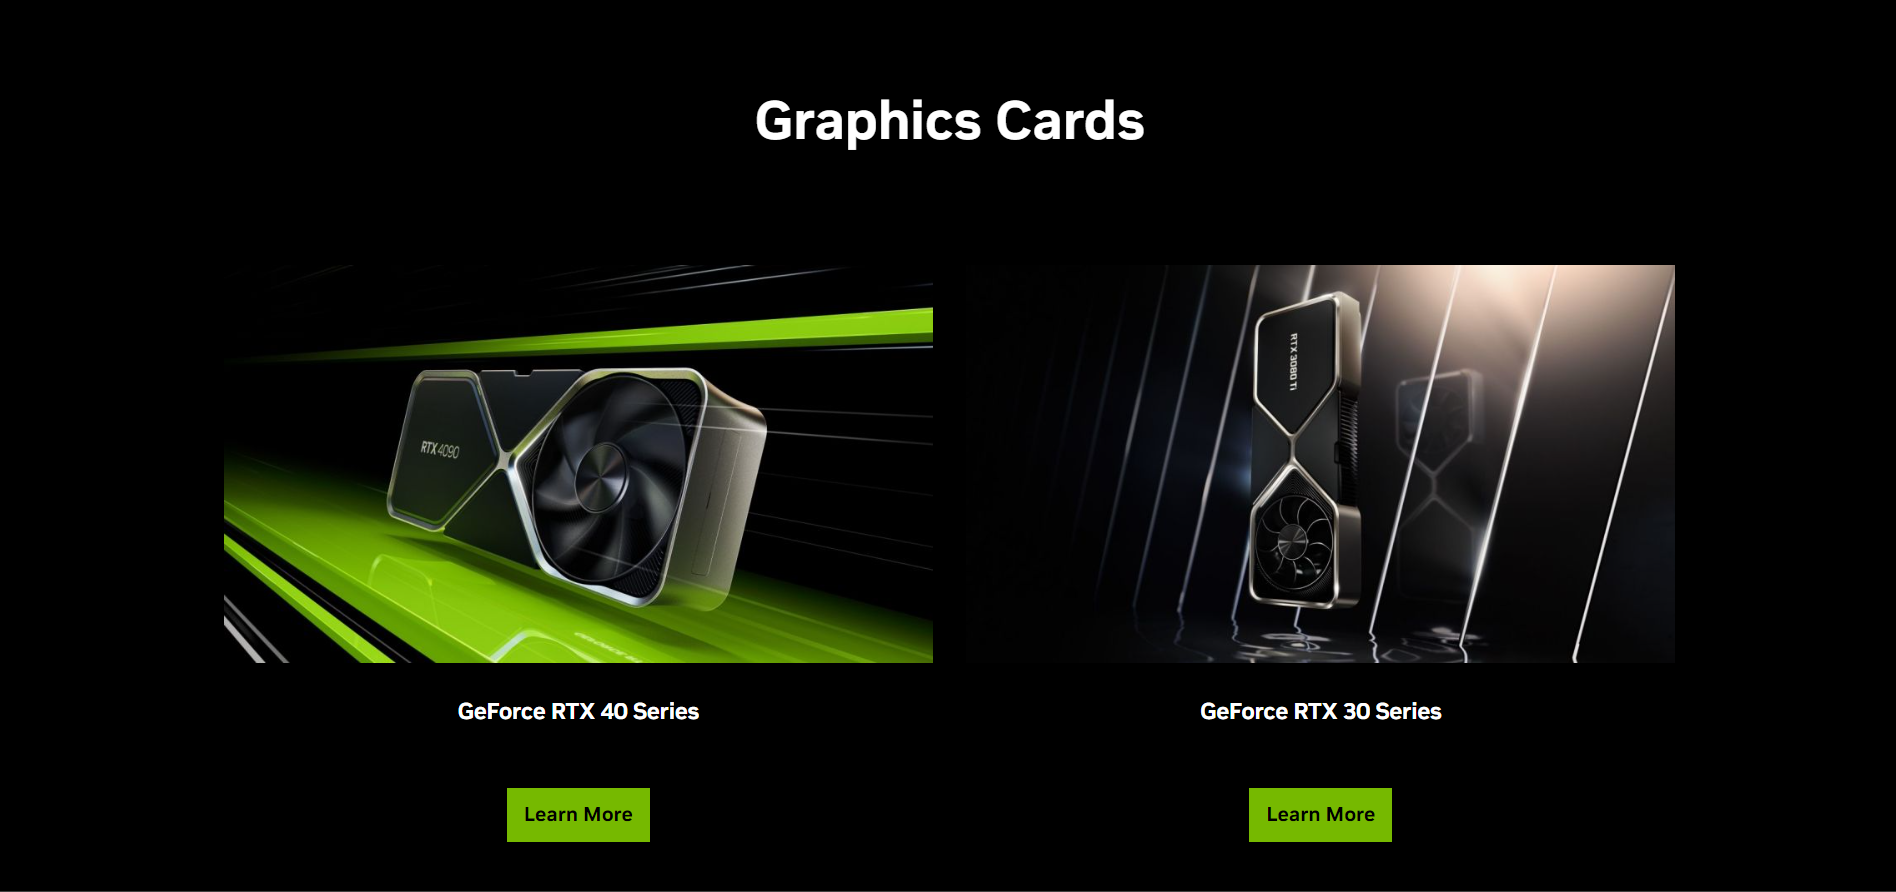 Graphics Cards
RTX 4090
RTX 3080 Ti
GeForce RTX 40 Series
GeForce RTX 30 Series
Learn More
Learn More